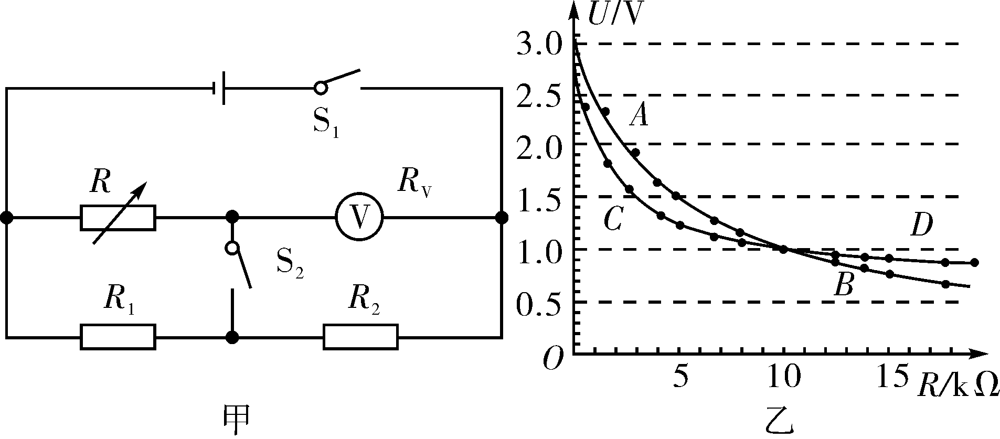 S₁
R
R_V
V
S₂
R₁
R₂
甲
U/V
3.0
2.5
2.0
1.5
1.0
0.5
O
A
C
D
B
5
10
15
R/kΩ
乙